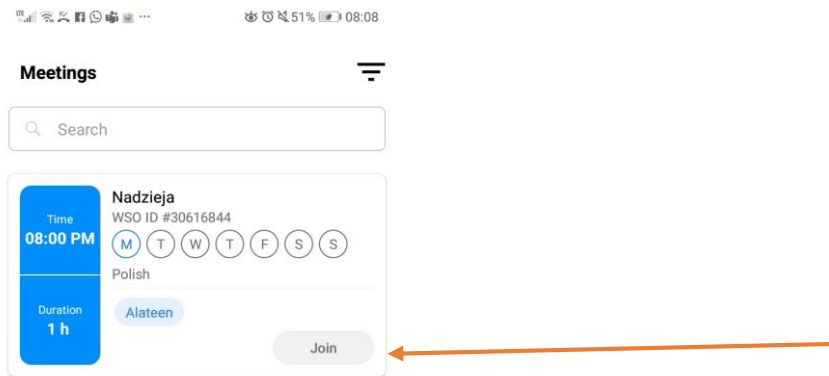 51% 08:08
Meetings
Search
Nadzieja
WSO ID #30616844
Time
08:00 PM
M T W T F S S
Polish
Duration
1 h
Alateen
Join